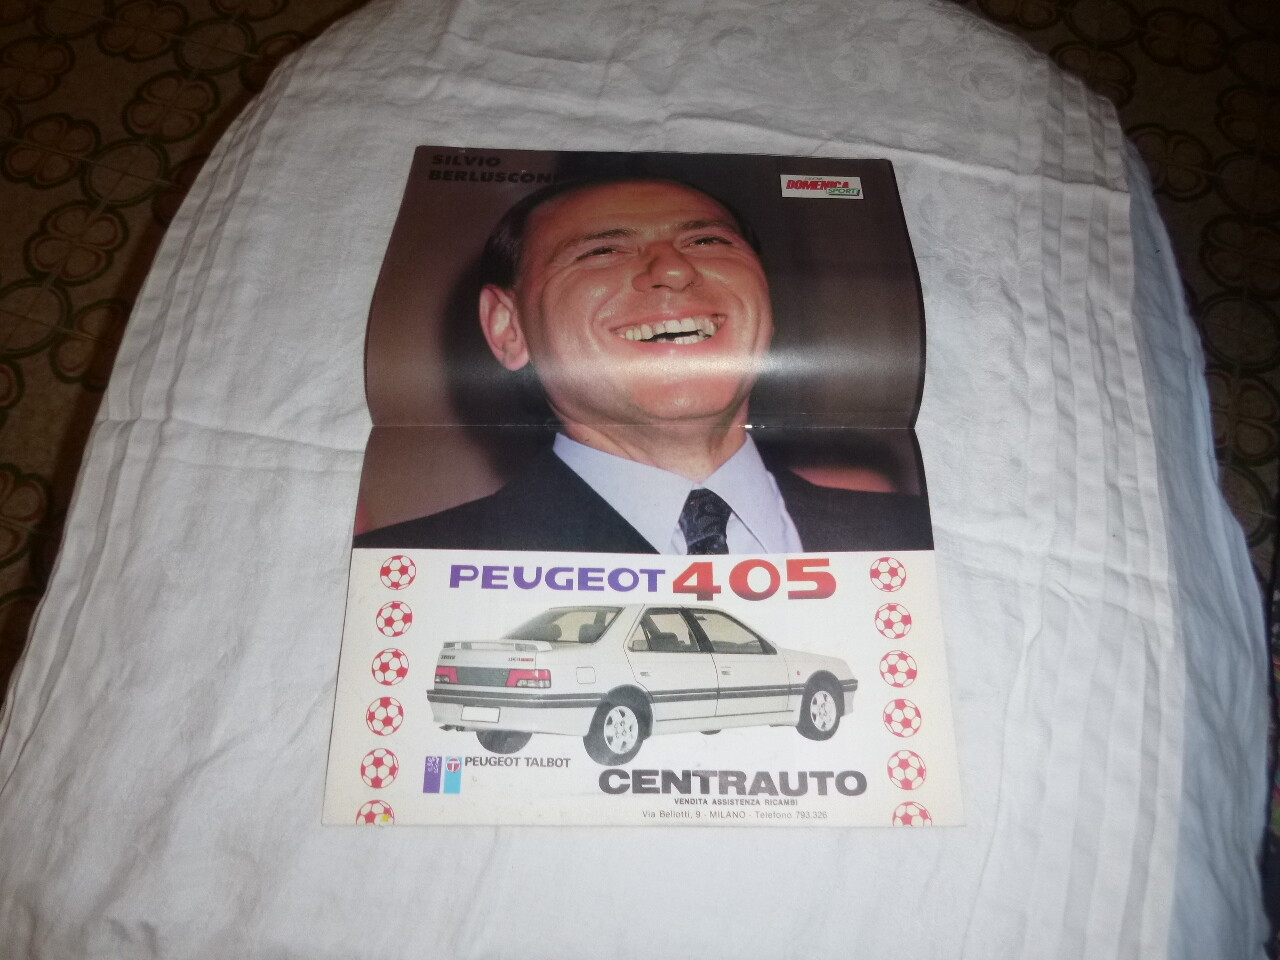 SILVIO
BERLUSCONI
DOMENICA
SPORT
PEUGEOT 405
PEUGEOT TALBOT
CENTRAUTO
VENDITA ASSISTENZA RICAMBI
Via Bellotti, 9 - MILANO - Telefono 793.326